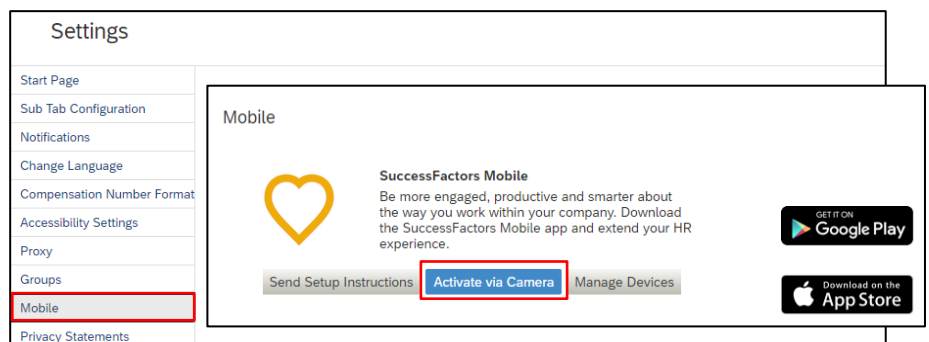 Settings
Start Page
Sub Tab Configuration
Notifications
Change Language
Compensation Number Format
Accessibility Settings
Proxy
Groups
Mobile
Privacy Statements
Mobile
SuccessFactors Mobile
Be more engaged, productive and smarter about
the way you work within your company. Download
the SuccessFactors Mobile app and extend your HR
experience.
Send Setup Instructions Activate via Camera Manage Devices
GET IT ON
Google Play
Download on the
App Store